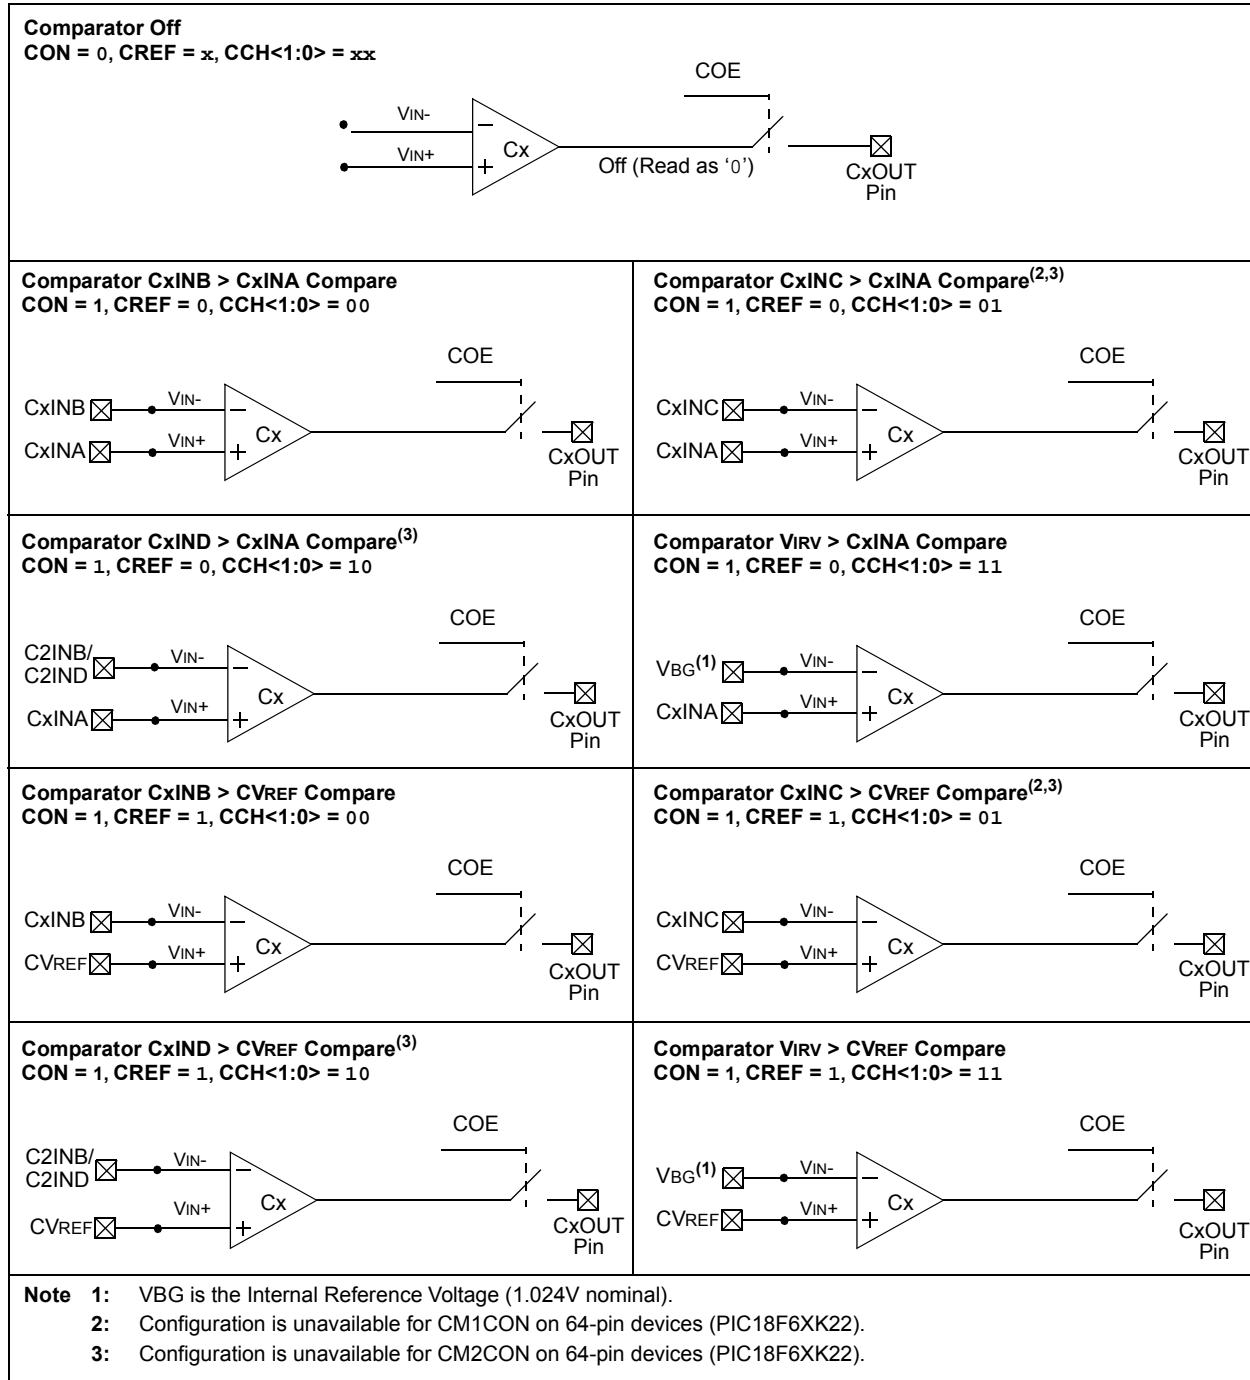 Comparator Off
CON = 0, CREF = x, CCH<1:0> = xx
COE
VIN-
VIN+
Cx
Off (Read as ‘0’)
CxOUT
Pin
Comparator CxINB > CxINA Compare
CON = 1, CREF = 0, CCH<1:0> = 00
COE
CxINB
VIN-
CxINA
VIN+
Cx
CxOUT
Pin
Comparator CxINC > CxINA Compare(2,3)
CON = 1, CREF = 0, CCH<1:0> = 01
COE
CxINC
VIN-
CxINA
VIN+
Cx
CxOUT
Pin
Comparator CxIND > CxINA Compare(3)
CON = 1, CREF = 0, CCH<1:0> = 10
COE
C2INB/
C2IND
VIN-
CxINA
VIN+
Cx
CxOUT
Pin
Comparator VIRV > CxINA Compare
CON = 1, CREF = 0, CCH<1:0> = 11
COE
VBG(1)
VIN-
CxINA
VIN+
Cx
CxOUT
Pin
Comparator CxINB > CVREF Compare
CON = 1, CREF = 1, CCH<1:0> = 00
COE
CxINB
VIN-
CVREF
VIN+
Cx
CxOUT
Pin
Comparator CxINC > CVREF Compare(2,3)
CON = 1, CREF = 1, CCH<1:0> = 01
COE
CxINC
VIN-
CVREF
VIN+
Cx
CxOUT
Pin
Comparator CxIND > CVREF Compare(3)
CON = 1, CREF = 1, CCH<1:0> = 10
COE
C2INB/
C2IND
VIN-
CVREF
VIN+
Cx
CxOUT
Pin
Comparator VIRV > CVREF Compare
CON = 1, CREF = 1, CCH<1:0> = 11
COE
VBG(1)
VIN-
CVREF
VIN+
Cx
CxOUT
Pin
Note 1: VBG is the Internal Reference Voltage (1.024V nominal).
2: Configuration is unavailable for CM1CON on 64-pin devices (PIC18F6XK22).
3: Configuration is unavailable for CM2CON on 64-pin devices (PIC18F6XK22).